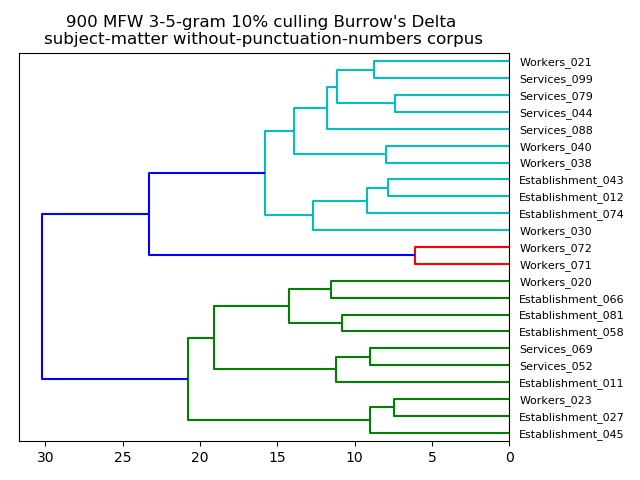 900 MFW 3-5-gram 10% culling Burrow's Delta
subject-matter without-punctuation-numbers corpus
Workers_021
Services_099
Services_079
Services_044
Services_088
Workers_040
Workers_038
Establishment_043
Establishment_012
Establishment_074
Workers_030
Workers_072
Workers_071
Workers_020
Establishment_066
Establishment_081
Establishment_058
Services_069
Services_052
Establishment_011
Workers_023
Establishment_027
Establishment_045
30 25 20 15 10 5 0